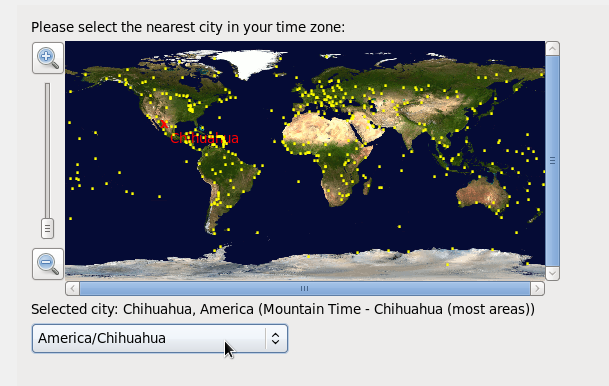 Please select the nearest city in your time zone:
Chihuahua
Selected city: Chihuahua, America (Mountain Time - Chihuahua (most areas))
America/Chihuahua